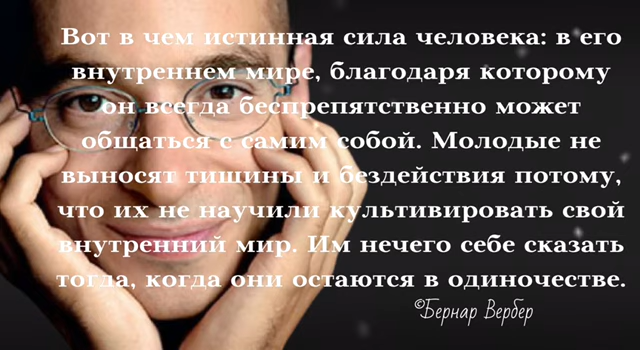 Вот в чем истинная сила человека: в его
внутреннем мире, благодаря которому
он всегда беспрепятственно может
общаться с самим собой. Молодые не
выносят тишины и бездействия потому,
что их не научили культивировать свой
внутренний мир. Им нечего себе сказать
тогда, когда они остаются в одиночестве.
©Бернар Вербер